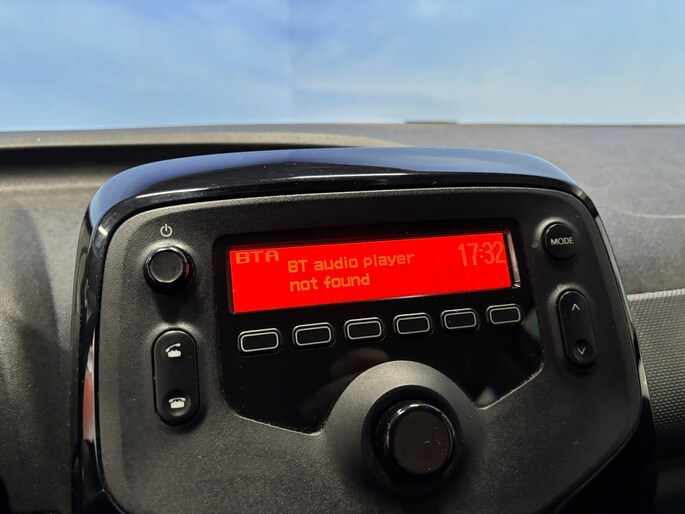 BTA
BT audio player
not found
17:32
MODE